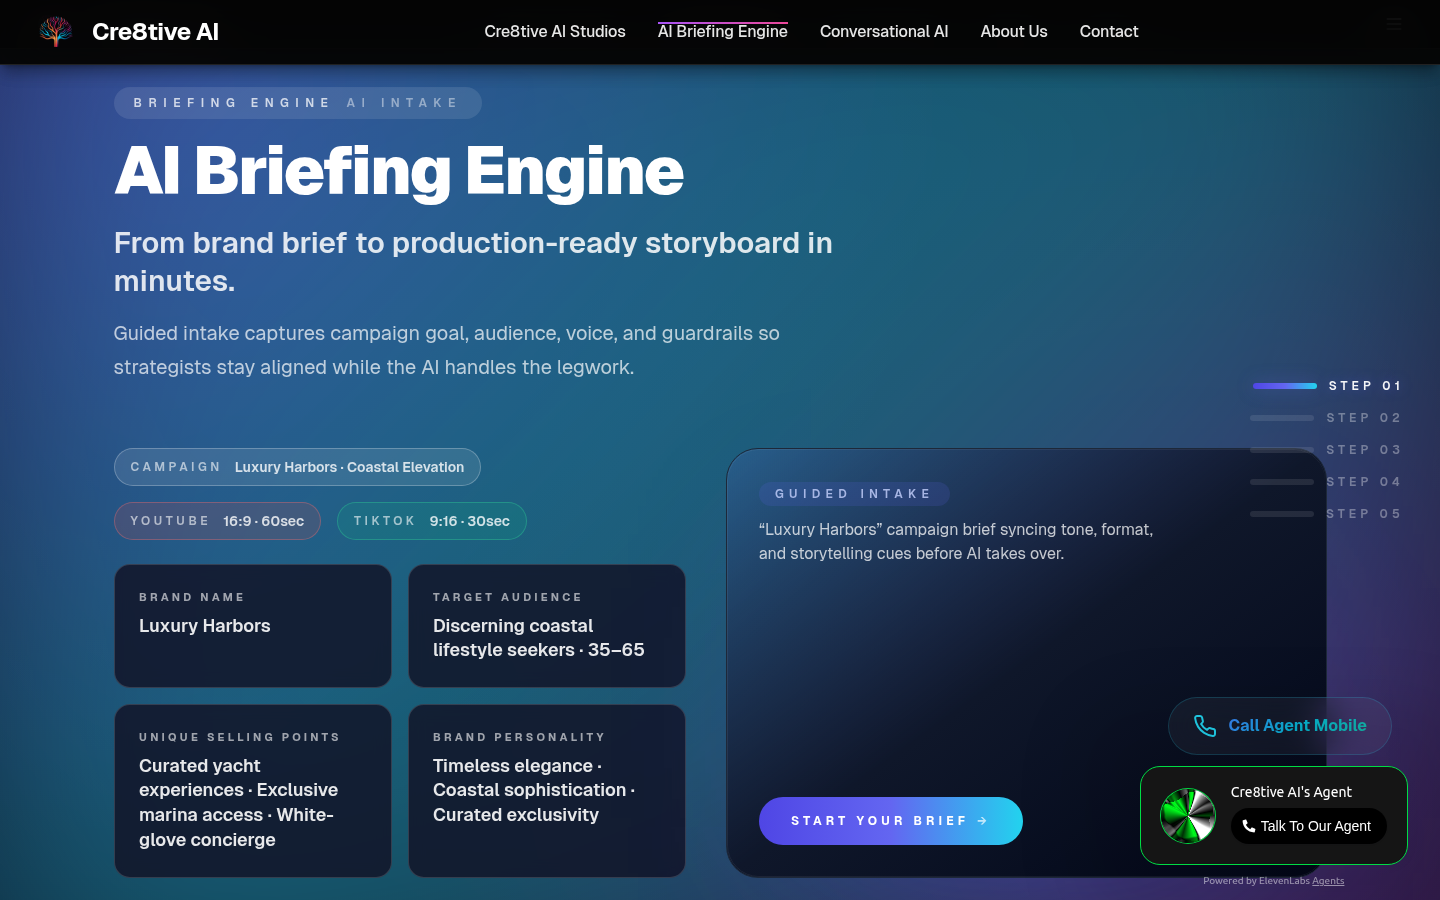 Cre8tive AI
Cre8tive AI Studios
AI Briefing Engine
Conversational AI
About Us
Contact
BRIEFING ENGINE AI INTAKE
AI Briefing Engine
From brand brief to production-ready storyboard in
minutes.
Guided intake captures campaign goal, audience, voice, and guardrails so
strategists stay aligned while the AI handles the legwork.
STEP 01
STEP 02
STEP 03
STEP 04
STEP 05
CAMPAIGN Luxury Harbors · Coastal Elevation
YOUTUBE 16:9 · 60sec
TIKTOK 9:16 · 30sec
BRAND NAME
Luxury Harbors
TARGET AUDIENCE
Discerning coastal
lifestyle seekers · 35–65
UNIQUE SELLING POINTS
Curated yacht
experiences · Exclusive
marina access · White-
glove concierge
BRAND PERSONALITY
Timeless elegance ·
Coastal sophistication ·
Curated exclusivity
GUIDED INTAKE
“Luxury Harbors” campaign brief syncing tone, format,
and storytelling cues before AI takes over.
START YOUR BRIEF →
Call Agent Mobile
Cre8tive AI's Agent
Talk To Our Agent
Powered by ElevenLabs Agents